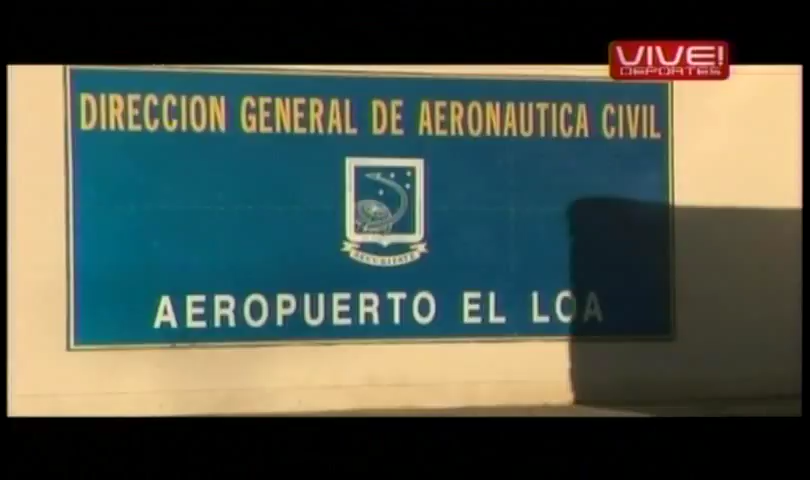 VIVE!
DEPORTES
DIRECCION GENERAL DE AERONAUTICA CIVIL
AEROPUERTO EL LOA